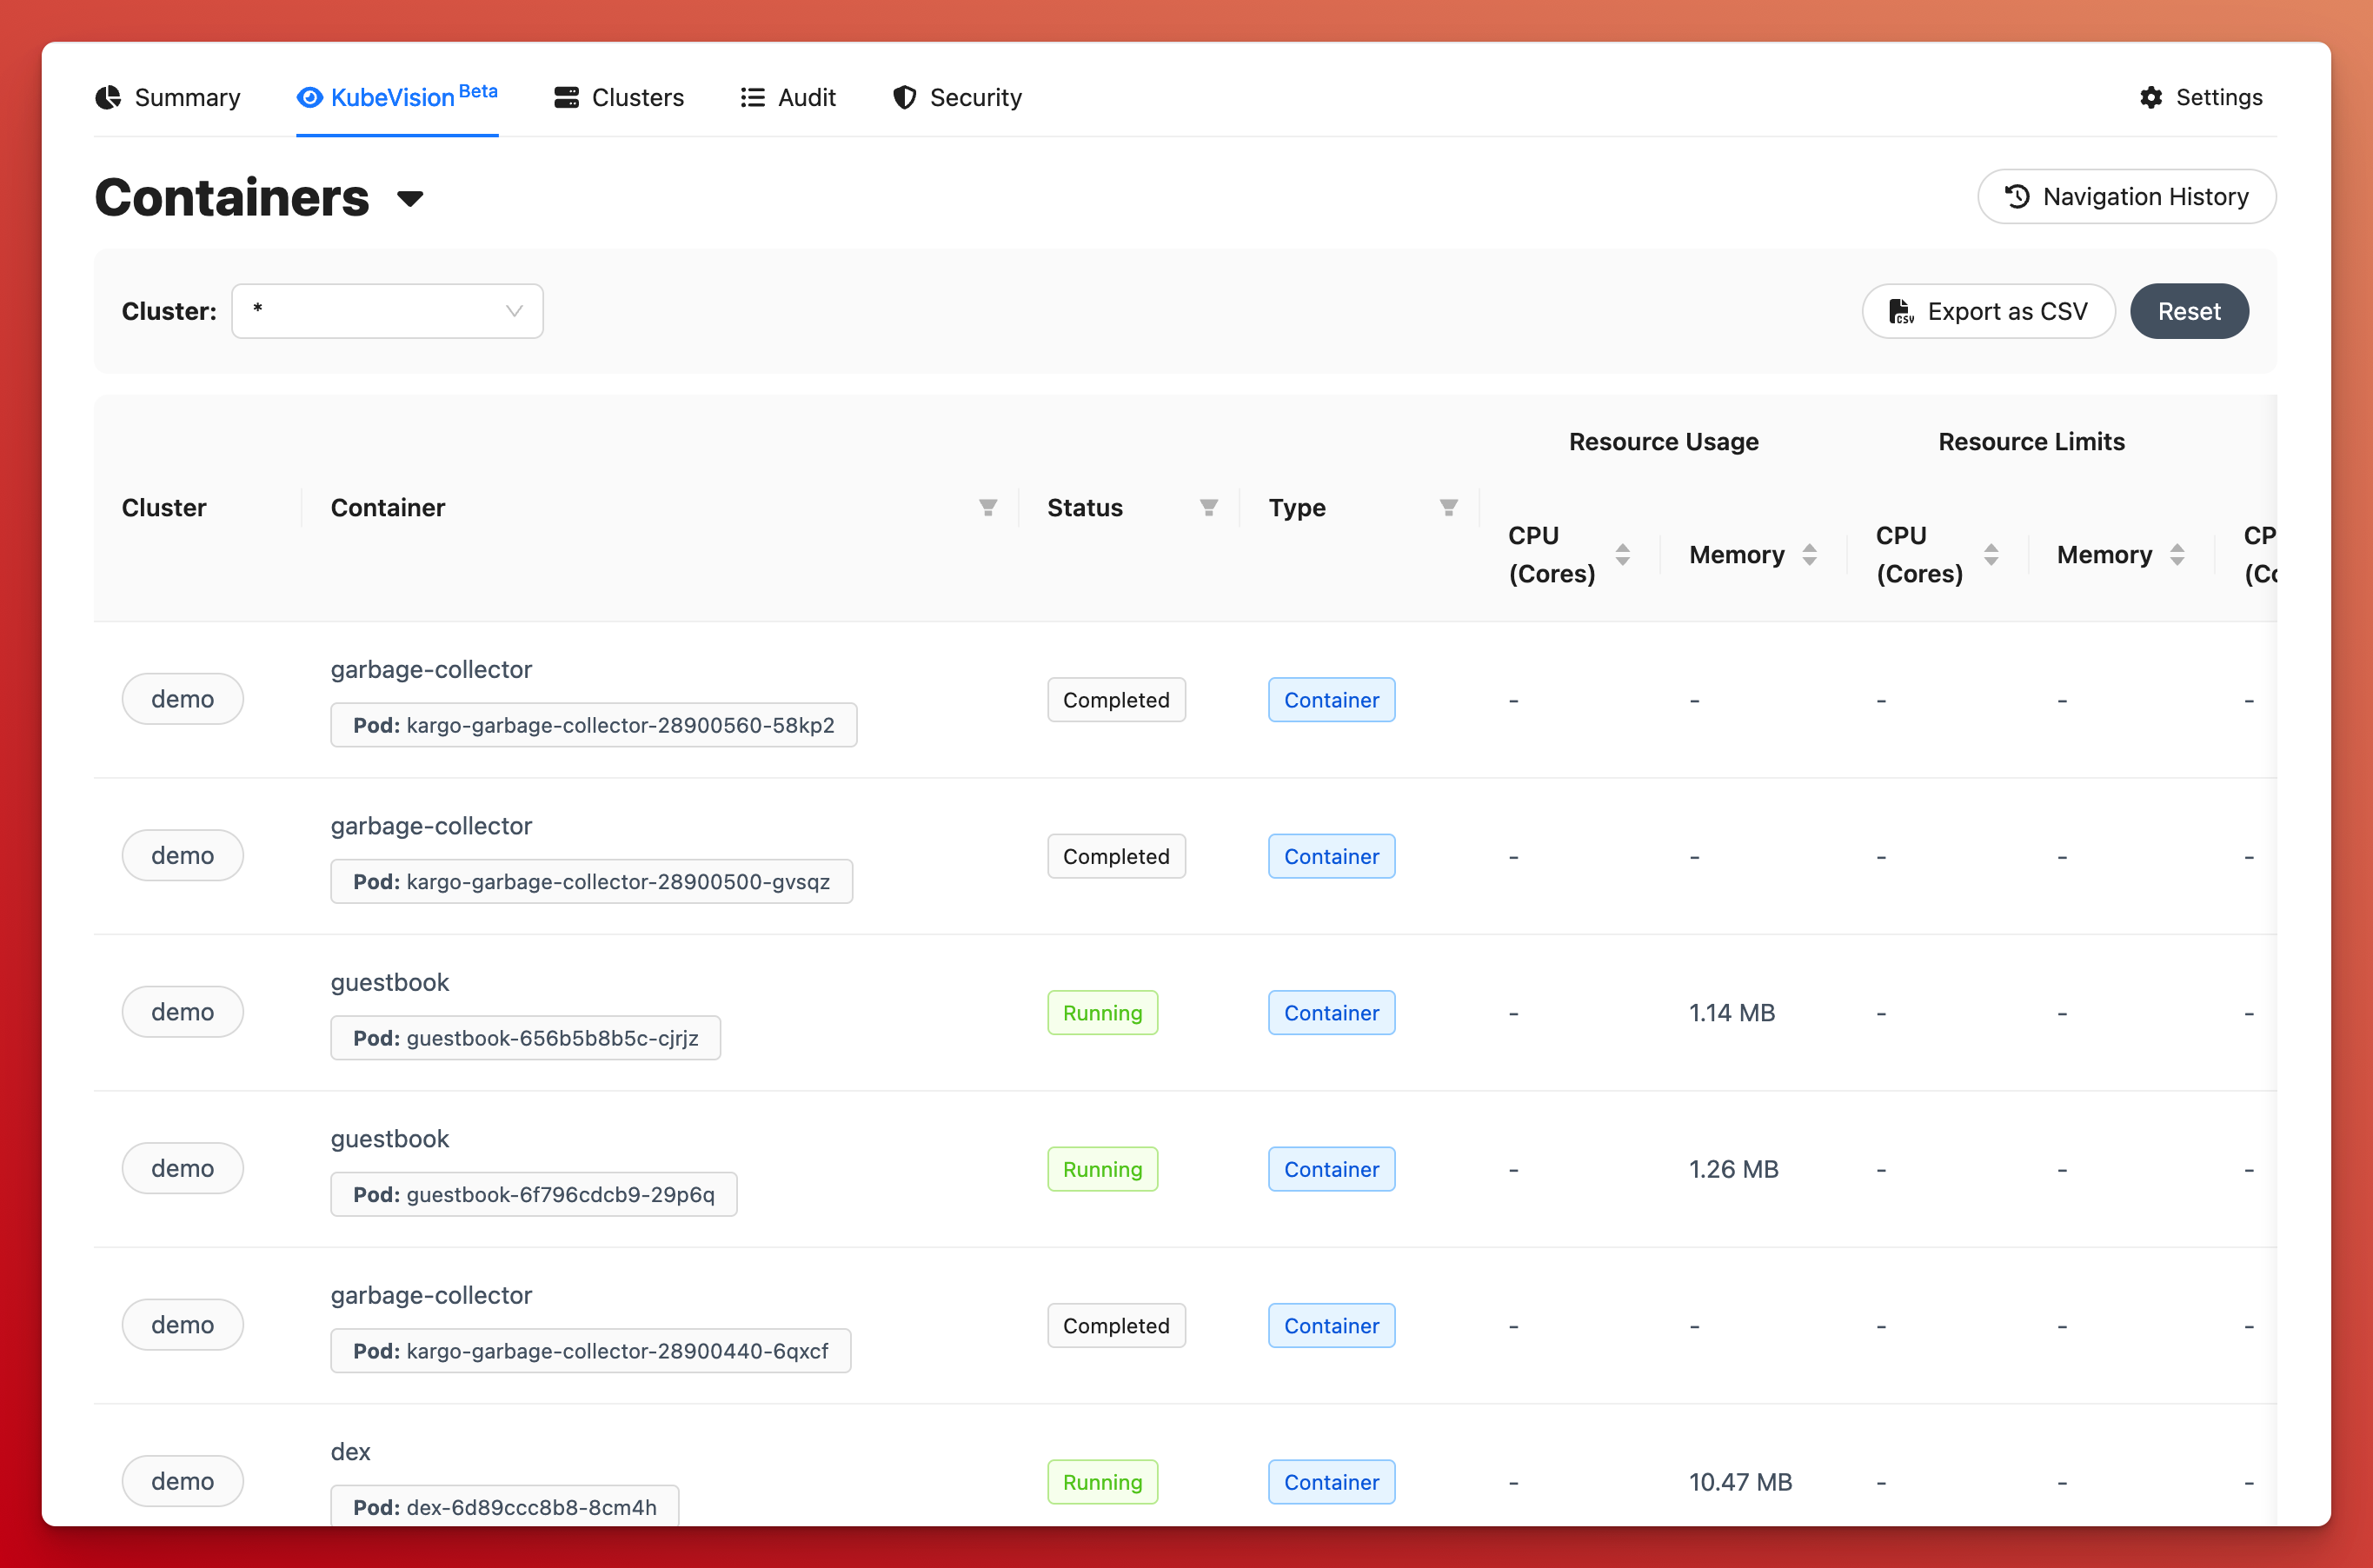 Summary KubeVision Beta Clusters Audit Security Settings
Containers Navigation History
Cluster: * Export as CSV Reset
Resource Usage Resource Limits
Cluster Container Status Type
CPU (Cores) Memory CPU (Cores) Memory
garbage-collector
demo Completed Container - - - - -
Pod: kargo-garbage-collector-28900560-58kp2
garbage-collector
demo Completed Container - - - - -
Pod: kargo-garbage-collector-28900500-gvsqz
guestbook
demo Running Container - 1.14 MB - - -
Pod: guestbook-656b5b8b5c-cjrjz
guestbook
demo Running Container - 1.26 MB - - -
Pod: guestbook-6f796cdcb9-29p6q
garbage-collector
demo Completed Container - - - - -
Pod: kargo-garbage-collector-28900440-6qxcf
dex
demo Running Container - 10.47 MB - - -
Pod: dex-6d89ccc8b8-8cm4h